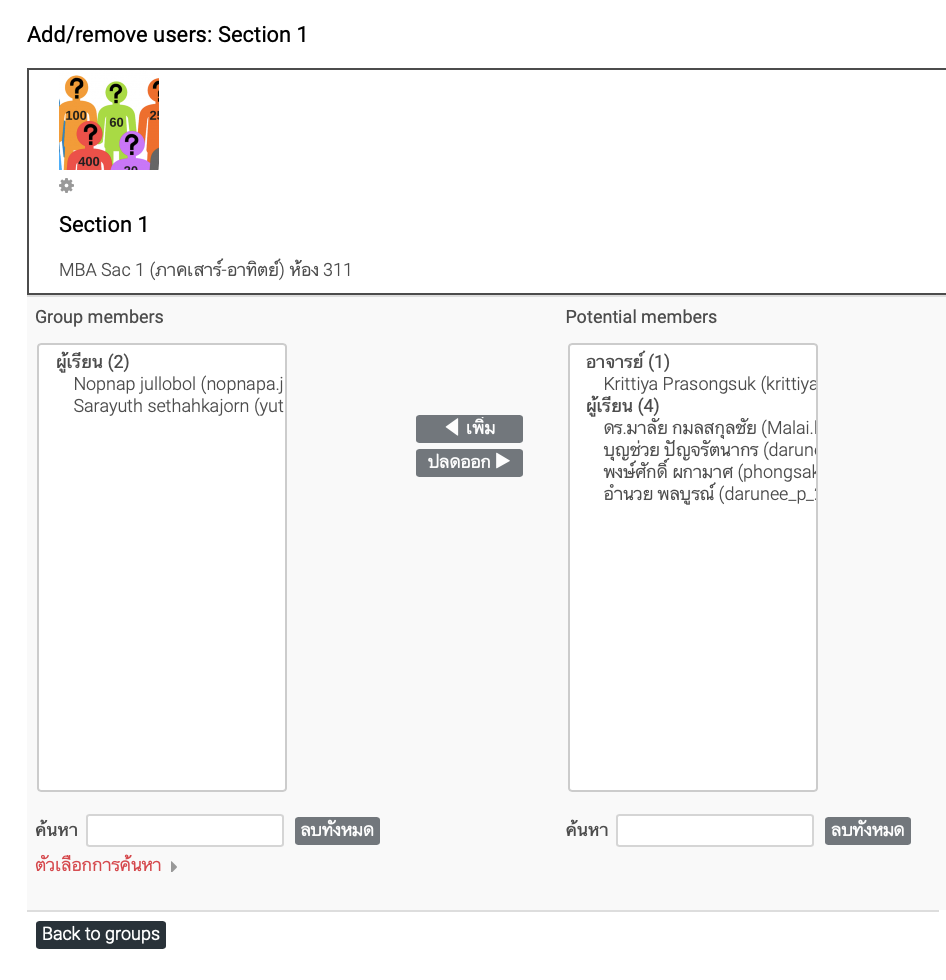 Add/remove users: Section 1
? ? ?
100 60 25
? ?
400 20
Section 1
MBA Sac 1 (ภาคเสาร์-อาทิตย์) ห้อง 311
Group members
ผู้เรียน (2)
Nopnap jullobol (nopnapa.j
Sarayuth sethahkajorn (yut
เพิ่ม
ปลดออก
Potential members
อาจารย์ (1)
Krittiya Prasongsuk (krittiya
ผู้เรียน (4)
ดร.มาลัย กมลสกุลชัย (Malai.
บุญช่วย ปัญจรัตนากร (darun
พงษ์ศักดิ์ ผกามาศ (phongsak
อำนวย พลบูรณ์ (darunee_p_
ค้นหา ลบทั้งหมด
ตัวเลือกการค้นหา
ค้นหา ลบทั้งหมด
Back to groups